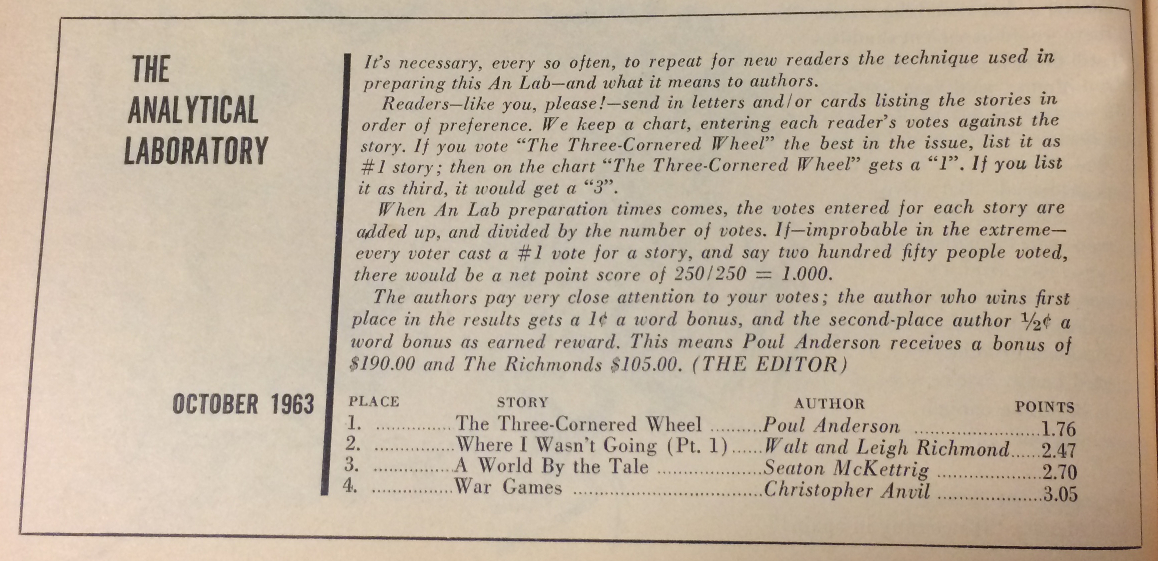 THE
ANALYTICAL
LABORATORY
It's necessary, every so often, to repeat for new readers the technique used in
preparing this An Lab—and what it means to authors.
Readers—like you, please!—send in letters and/or cards listing the stories in
order of preference. We keep a chart, entering each reader's votes against the
story. If you vote “The Three-Cornered Wheel” the best in the issue, list it as
#1 story; then on the chart “The Three-Cornered Wheel” gets a “1”. If you list
it as third, it would get a “3”.
When An Lab preparation times comes, the votes entered for each story are
added up, and divided by the number of votes. If—improbable in the extreme—
every voter cast a #1 vote for a story, and say two hundred fifty people voted,
there would be a net point score of 250/250 = 1.000.
The authors pay very close attention to your votes; the author who wins first
place in the results gets a 1¢ a word bonus, and the second-place author ½¢ a
word bonus as earned reward. This means Poul Anderson receives a bonus of
$190.00 and The Richmonds $105.00. (THE EDITOR)
OCTOBER 1963
PLACE STORY AUTHOR POINTS
1. ..............The Three-Cornered Wheel ..........Poul Anderson .......................1.76
2. ...............Where I Wasn't Going (Pt. 1)......Walt and Leigh Richmond......2.47
3. ...............A World By the Tale ....................Seaton McKettrig ...................2.70
4. ...............War Games ....................................Christopher Anvil ...................3.05